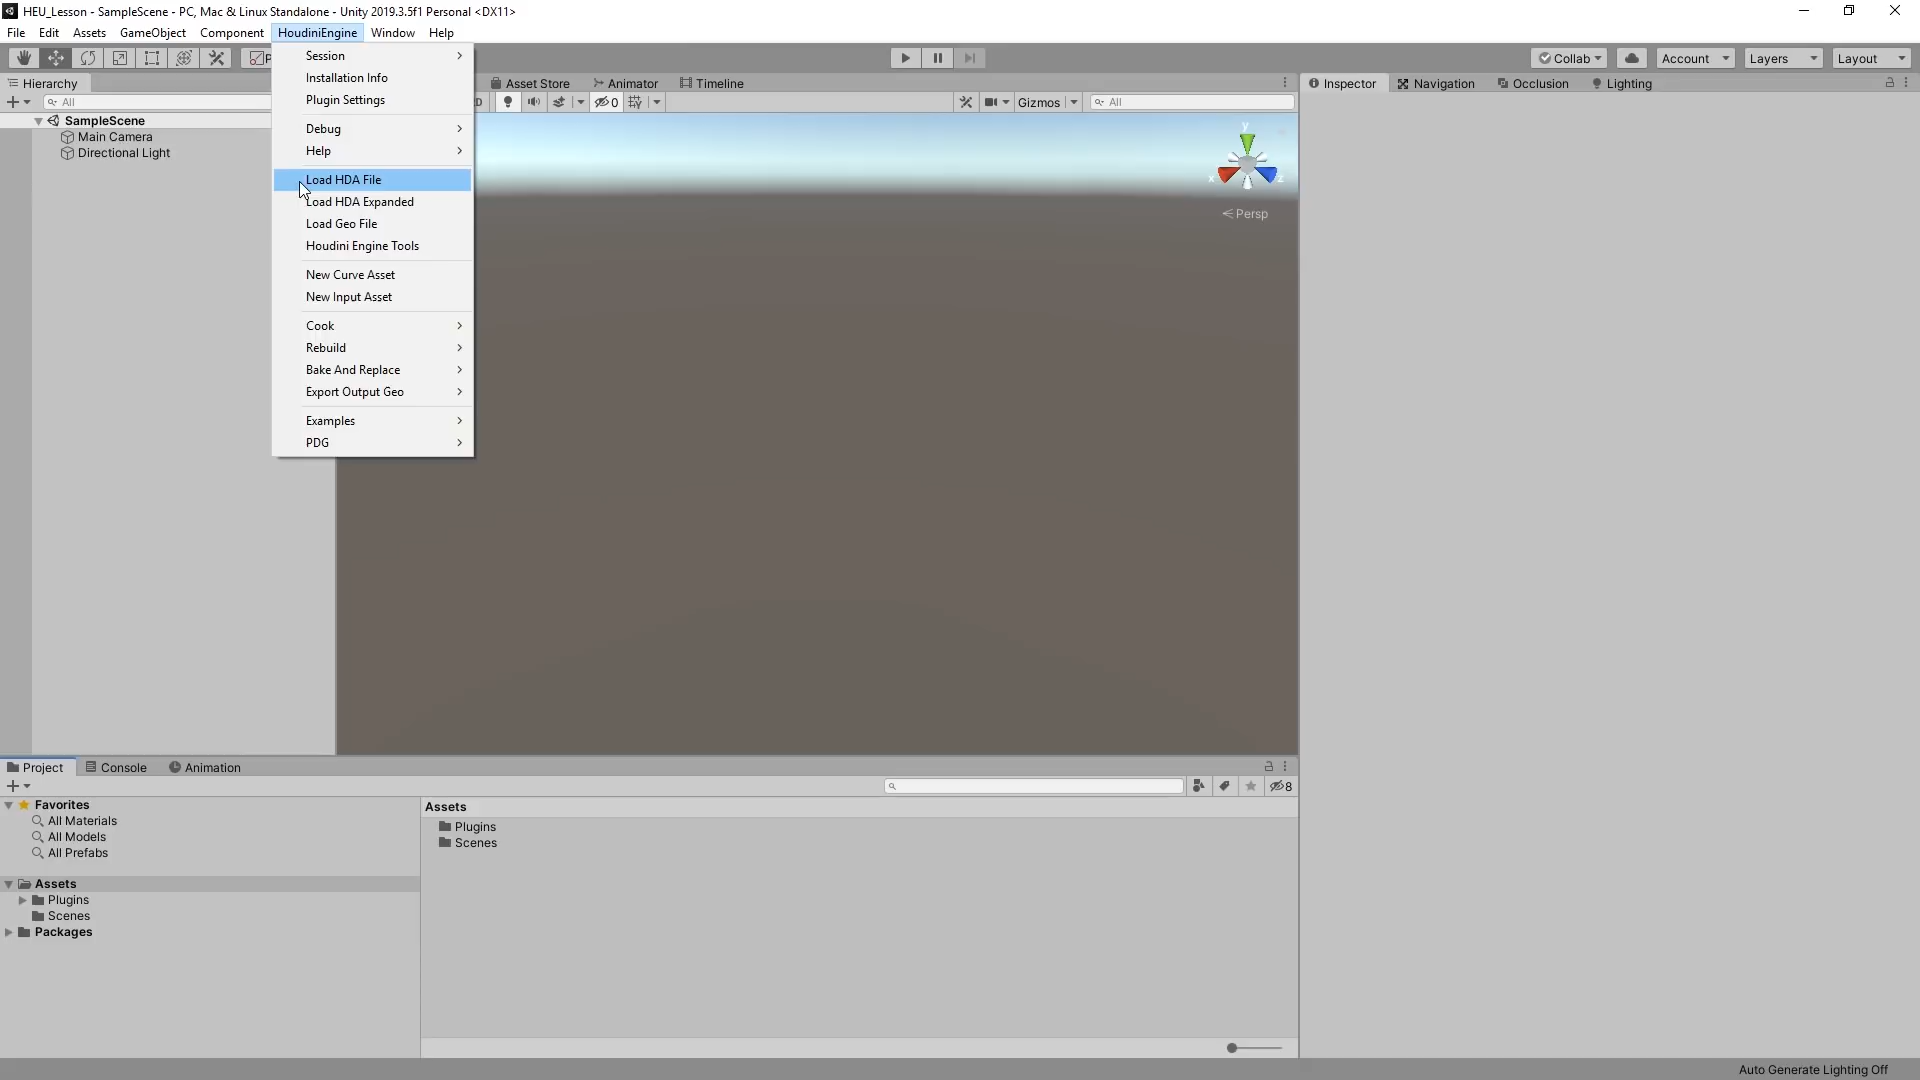 HEU_Lesson - SampleScene - PC, Mac & Linux Standalone - Unity 2019.3.5f1 Personal <DX11>
File Edit Assets GameObject Component HoudiniEngine Window Help
Collab Account Layers Layout
Hierarchy
All
SampleScene
Main Camera
Directional Light
Session
Installation Info
Plugin Settings
Debug
Help
Load HDA File
Load HDA Expanded
Load Geo File
Houdini Engine Tools
New Curve Asset
New Input Asset
Cook
Rebuild
Bake And Replace
Export Output Geo
Examples
PDG
Asset Store Animator Timeline
0 Gizmos All
y
x z
Persp
Inspector Navigation Occlusion Lighting
Project Console Animation
8
Favorites
All Materials
All Models
All Prefabs
Assets
Plugins
Scenes
Packages
Assets
Plugins
Scenes
Auto Generate Lighting Off